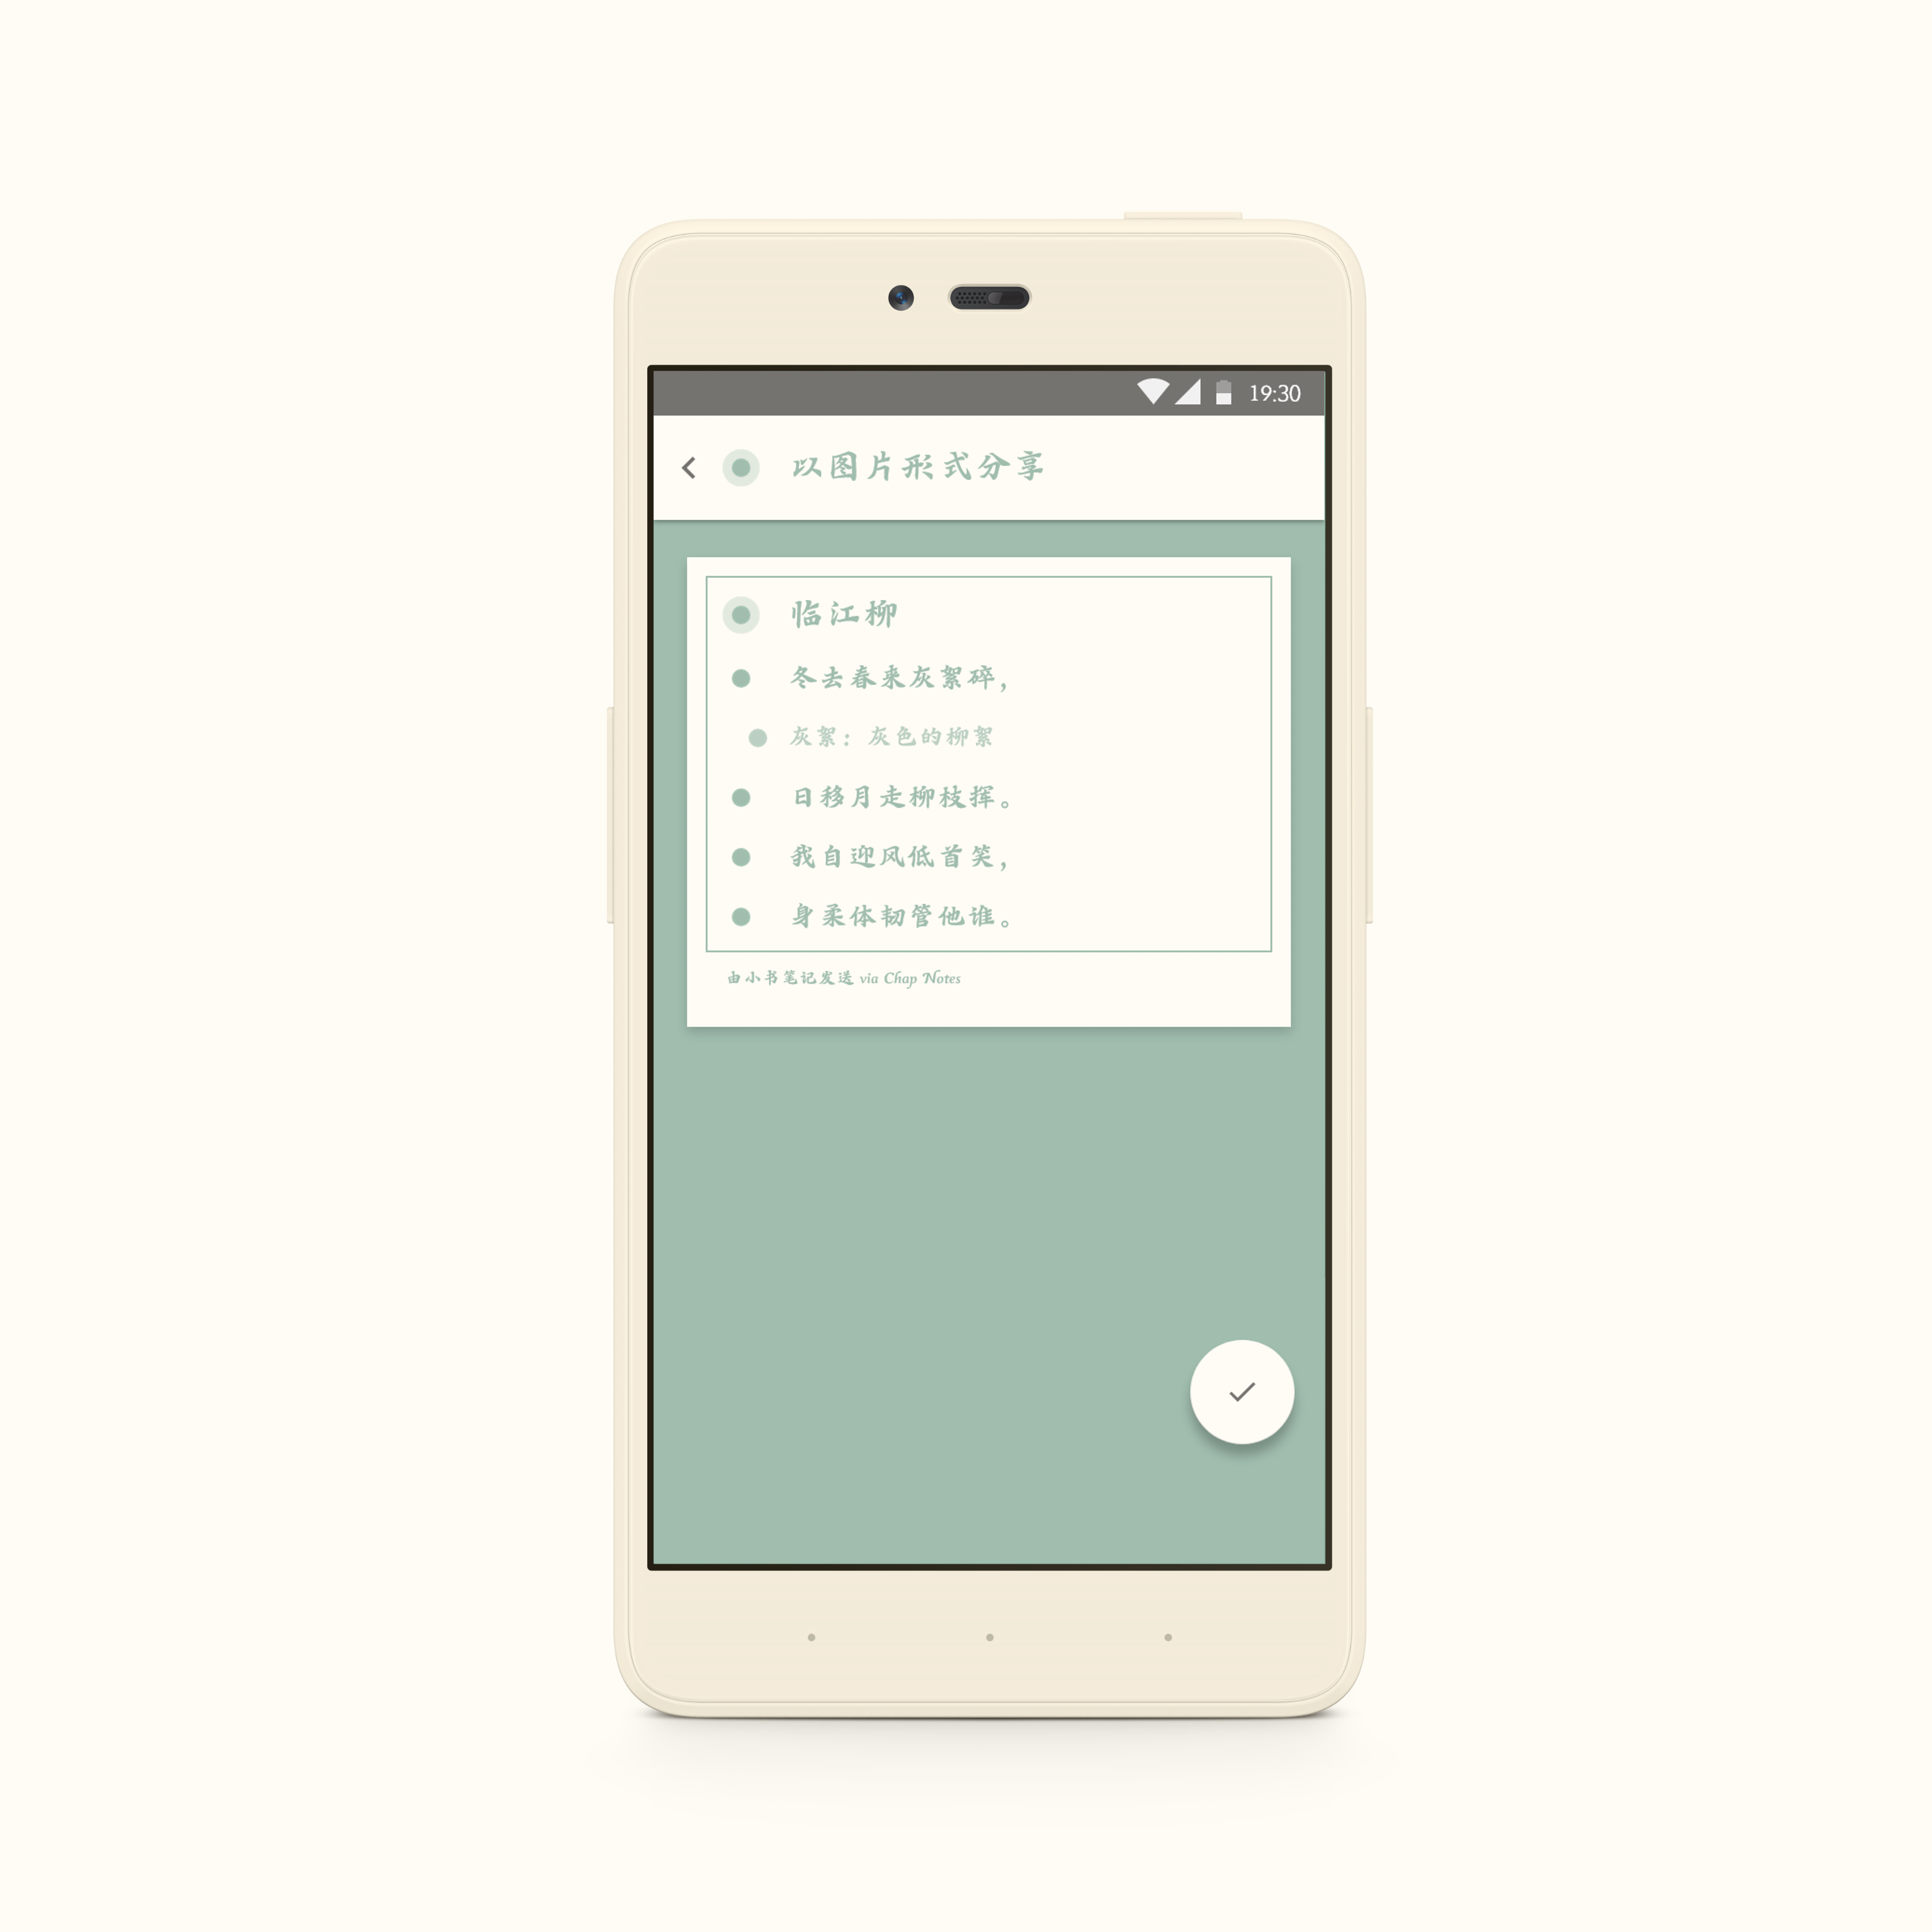 19:30
以图片形式分享
临江柳
冬去春来灰絮碎，
灰絮：灰色的柳絮
日移月走柳枝挥。
我自迎风低首笑，
身柔体韧管他谁。
由小书笔记发送 via Chap Notes